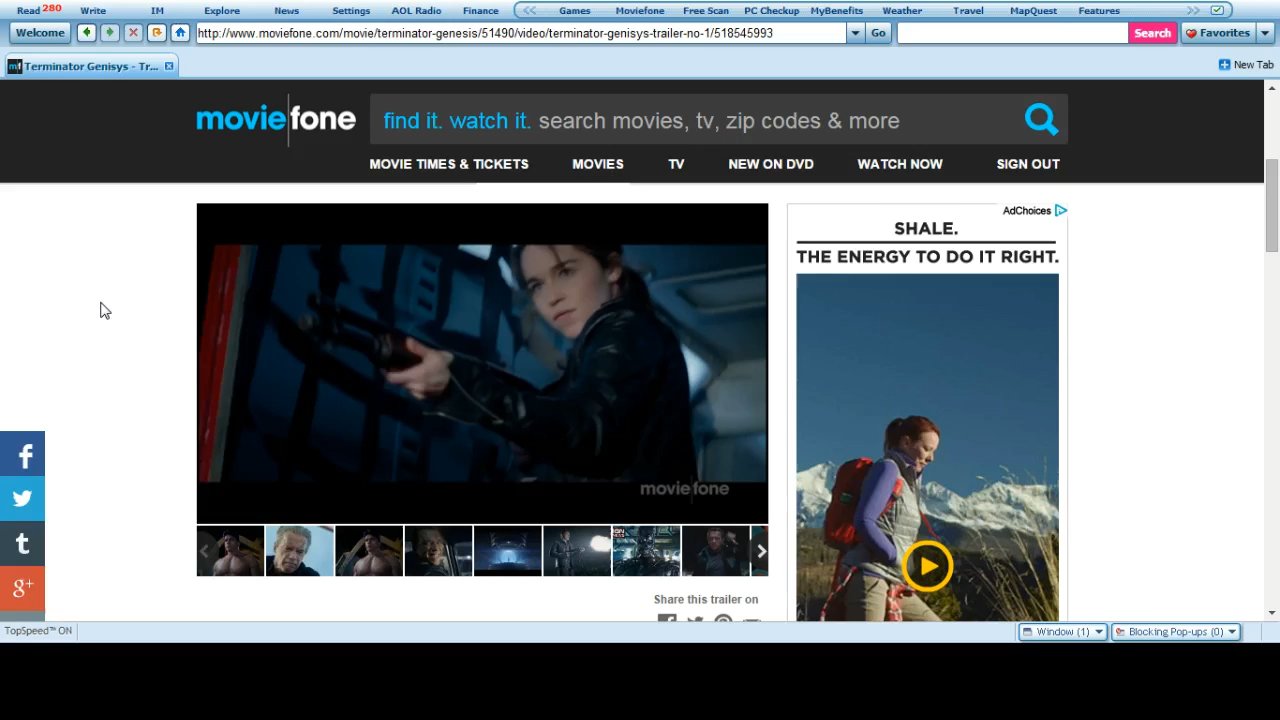 Read 280 Write IM Explore News Settings AOL Radio Finance Games Moviefone Free Scan PC Checkup MyBenefits Weather Travel MapQuest Features
Welcome http://www.moviefone.com/movie/terminator-genesis/51490/video/terminator-genisys-trailer-no-1/518545993 Go Search Favorites
Terminator Genisys - Tr... New Tab
moviefone find it. watch it. search movies, tv, zip codes & more
MOVIE TIMES & TICKETS MOVIES TV NEW ON DVD WATCH NOW SIGN OUT
AdChoices
SHALE.
THE ENERGY TO DO IT RIGHT.
moviefone
Share this trailer on
TopSpeed™ ON Window (1) Blocking Pop-ups (0)